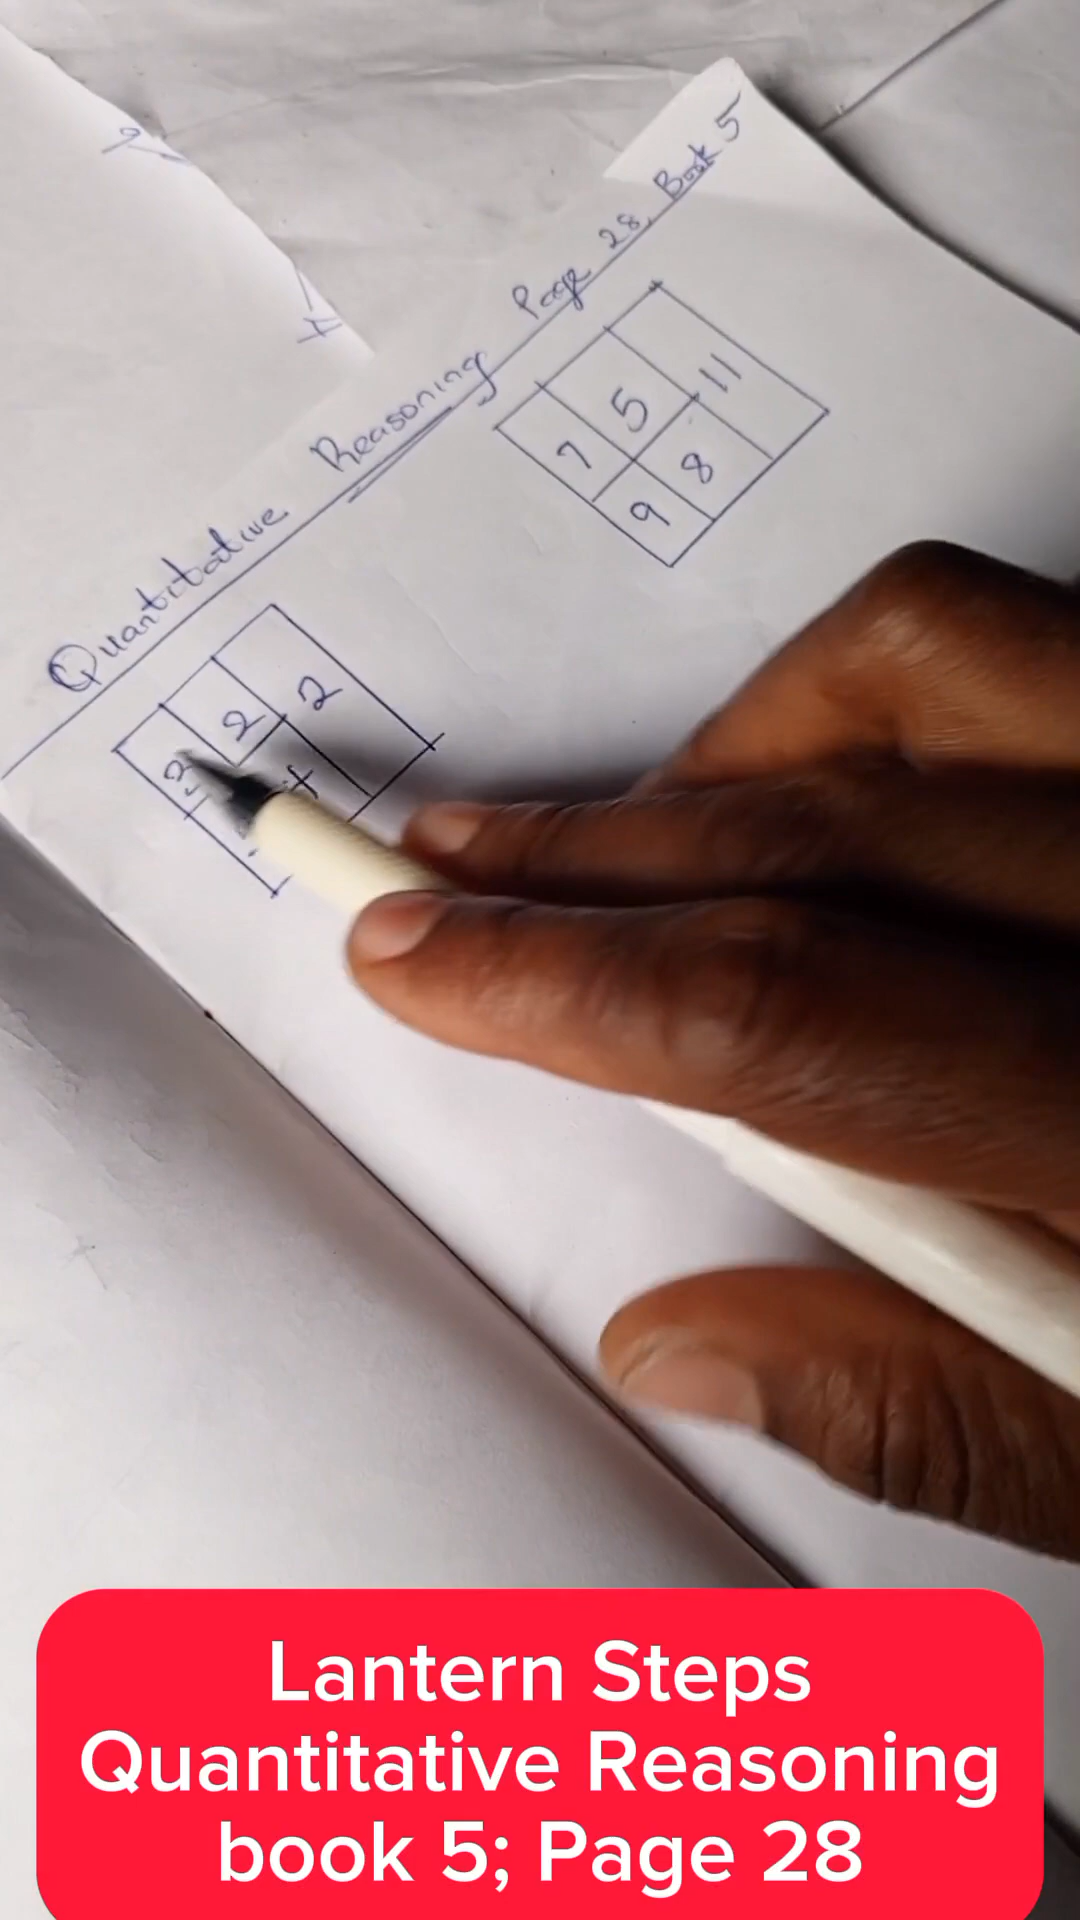 Quantitative Reasoning Page 28, Book 5
3 2 2
7 5 11
9 8
Lantern Steps
Quantitative Reasoning
book 5; Page 28